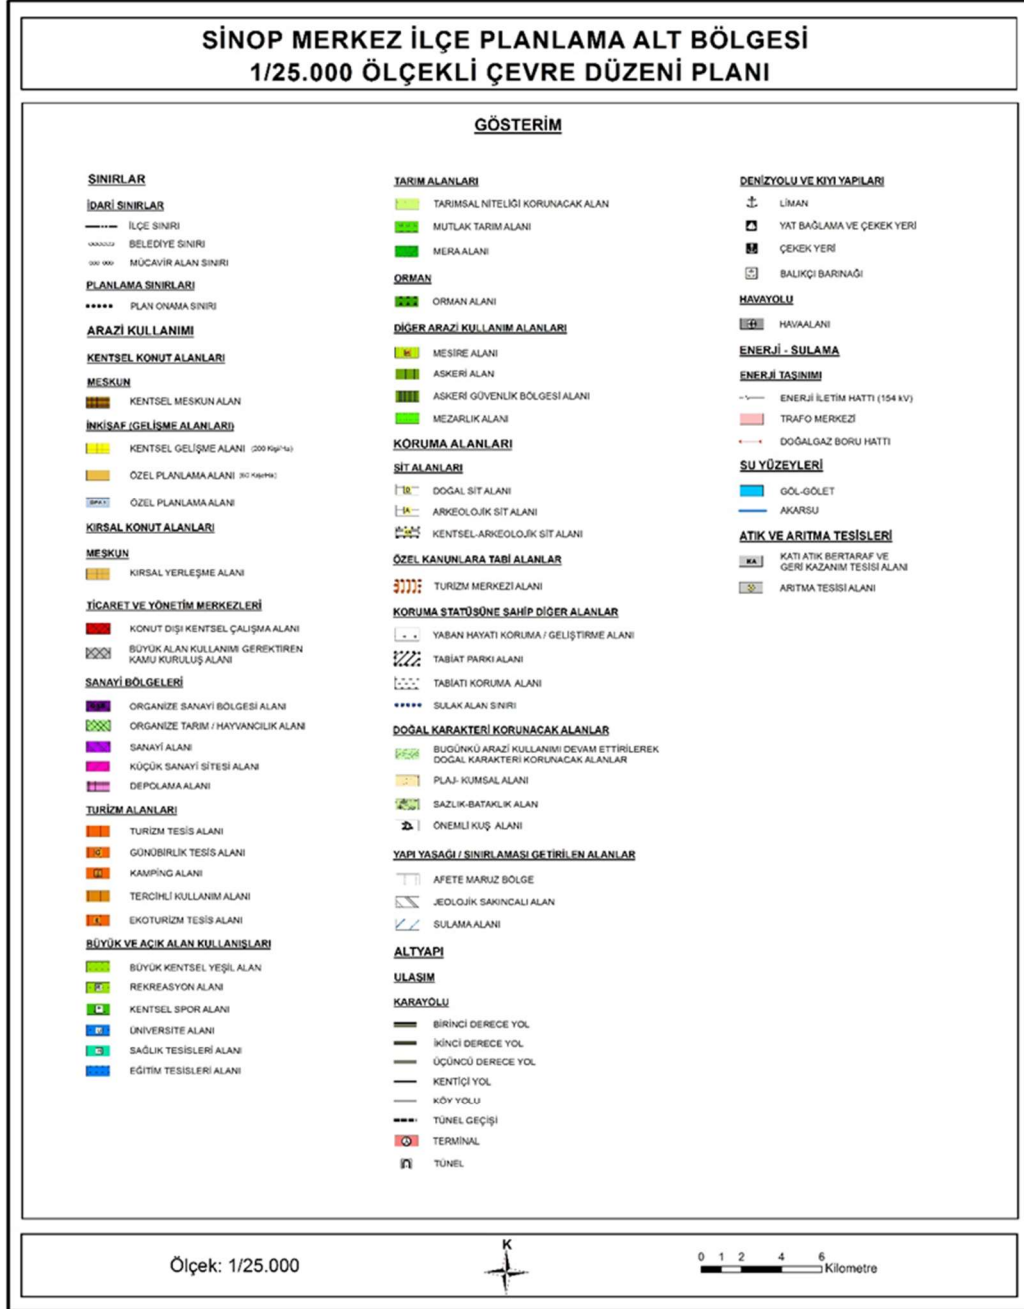 SİNOP MERKEZ İLÇE PLANLAMA ALT BÖLGESİ
1/25.000 ÖLÇEKLİ ÇEVRE DÜZENİ PLANI
GÖSTERİM
SINIRLAR
İDARİ SINIRLAR
İLÇE SINIRI
BELEDİYE SINIRI
MÜCAVİR ALAN SINIRI
PLANLAMA SINIRLARI
PLAN ONAMA SINIRI
ARAZİ KULLANIMI
KENTSEL KONUT ALANLARI
MESKUN
KENTSEL MESKUN ALAN
İNKİŞAF (GELİŞME ALANLARI)
KENTSEL GELİŞME ALANI (200 Kişi/Ha)
ÖZEL PLANLAMA ALANI (60 Kişi/Ha)
ÖZEL PLANLAMA ALANI
KIRSAL KONUT ALANLARI
MESKUN
KIRSAL YERLEŞME ALANI
TİCARET VE YÖNETİM MERKEZLERİ
KONUT DIŞI KENTSEL ÇALIŞMA ALANI
BÜYÜK ALAN KULLANIMI GEREKTİREN
KAMU KURULUŞ ALANI
SANAYİ BÖLGELERİ
ORGANİZE SANAYİ BÖLGESİ ALANI
ORGANİZE TARIM / HAYVANCILIK ALANI
SANAYİ ALANI
KÜÇÜK SANAYİ SİTESİ ALANI
DEPOLAMA ALANI
TURİZM ALANLARI
TURİZM TESİS ALANI
GÜNÜBİRLİK TESİS ALANI
KAMPİNG ALANI
TERCİHLİ KULLANIM ALANI
EKOTURİZM TESİS ALANI
BÜYÜK VE AÇIK ALAN KULLANIŞLARI
BÜYÜK KENTSEL YEŞİL ALAN
REKREASYON ALANI
KENTSEL SPOR ALANI
ÜNİVERSİTE ALANI
SAĞLIK TESİSLERİ ALANI
EĞİTİM TESİSLERİ ALANI
TARIM ALANLARI
TARIMSAL NİTELİĞİ KORUNACAK ALAN
MUTLAK TARIM ALANI
MERA ALANI
ORMAN
ORMAN ALANI
DİĞER ARAZİ KULLANIM ALANLARI
MESİRE ALANI
ASKERİ ALAN
ASKERİ GÜVENLİK BÖLGESİ ALANI
MEZARLIK ALANI
KORUMA ALANLARI
SİT ALANLARI
DOĞAL SİT ALANI
ARKEOLOJİK SİT ALANI
KENTSEL-ARKEOLOJİK SİT ALANI
ÖZEL KANUNLARA TABİ ALANLAR
TURİZM MERKEZİ ALANI
KORUMA STATÜSÜNE SAHİP DİĞER ALANLAR
YABAN HAYATI KORUMA / GELİŞTİRME ALANI
TABİAT PARKI ALANI
TABİATI KORUMA ALANI
SULAK ALAN SINIRI
DOĞAL KARAKTERİ KORUNACAK ALANLAR
BUGÜNKÜ ARAZİ KULLANIMI DEVAM ETTİRİLEREK
DOĞAL KARAKTERİ KORUNACAK ALANLAR
PLAJ- KUMSAL ALANI
SAZLIK-BATAKLIK ALAN
ÖNEMLİ KUŞ ALANI
YAPI YASAĞI / SINIRLAMASI GETİRİLEN ALANLAR
AFETE MARUZ BÖLGE
JEOLOJİK SAKINCALI ALAN
SULAMA ALANI
ALTYAPI
ULAŞIM
KARAYOLU
BİRİNCİ DERECE YOL
İKİNCİ DERECE YOL
ÜÇÜNCÜ DERECE YOL
KENTİÇİ YOL
KÖY YOLU
TÜNEL GEÇİŞİ
TERMİNAL
TÜNEL
DENİZYOLU VE KIYI YAPILARI
LİMAN
YAT BAĞLAMA VE ÇEKEK YERİ
ÇEKEK YERİ
BALIKÇI BARINAĞI
HAVAYOLU
HAVAALANI
ENERJİ - SULAMA
ENERJİ TAŞINIMI
ENERJİ İLETİM HATTI (154 kV)
TRAFO MERKEZİ
DOĞALGAZ BORU HATTI
SU YÜZEYLERİ
GÖL-GÖLET
AKARSU
ATIK VE ARITMA TESİSLERİ
KA KATI ATIK BERTARAF VE
GERİ KAZANIM TESİSİ ALANI
ARITMA TESİSİ ALANI
Ölçek: 1/25.000
K
0 1 2 4 6
Kilometre